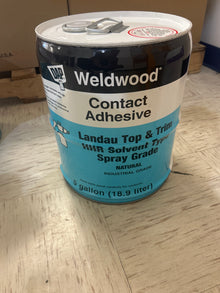 DAP
Weldwood
Contact
Adhesive
Landau Top & Trim
HHR Solvent Type
Spray Grade
NATURAL
INDUSTRIAL GRADE
5 gallon (18.9 liter)